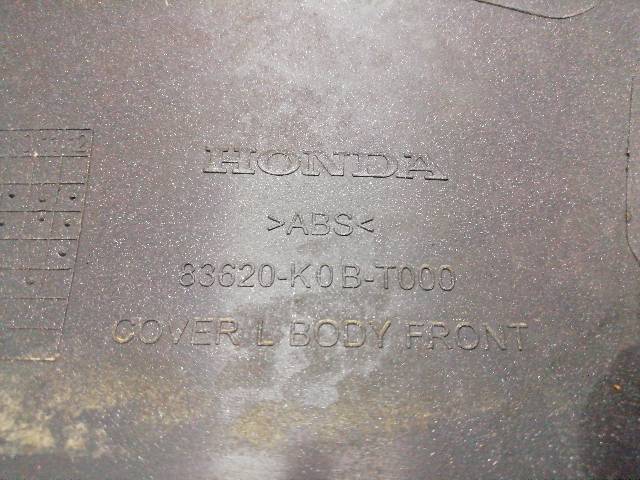 HONDA
>ABS<
83620-K0B-T000
COVER L BODY FRONT